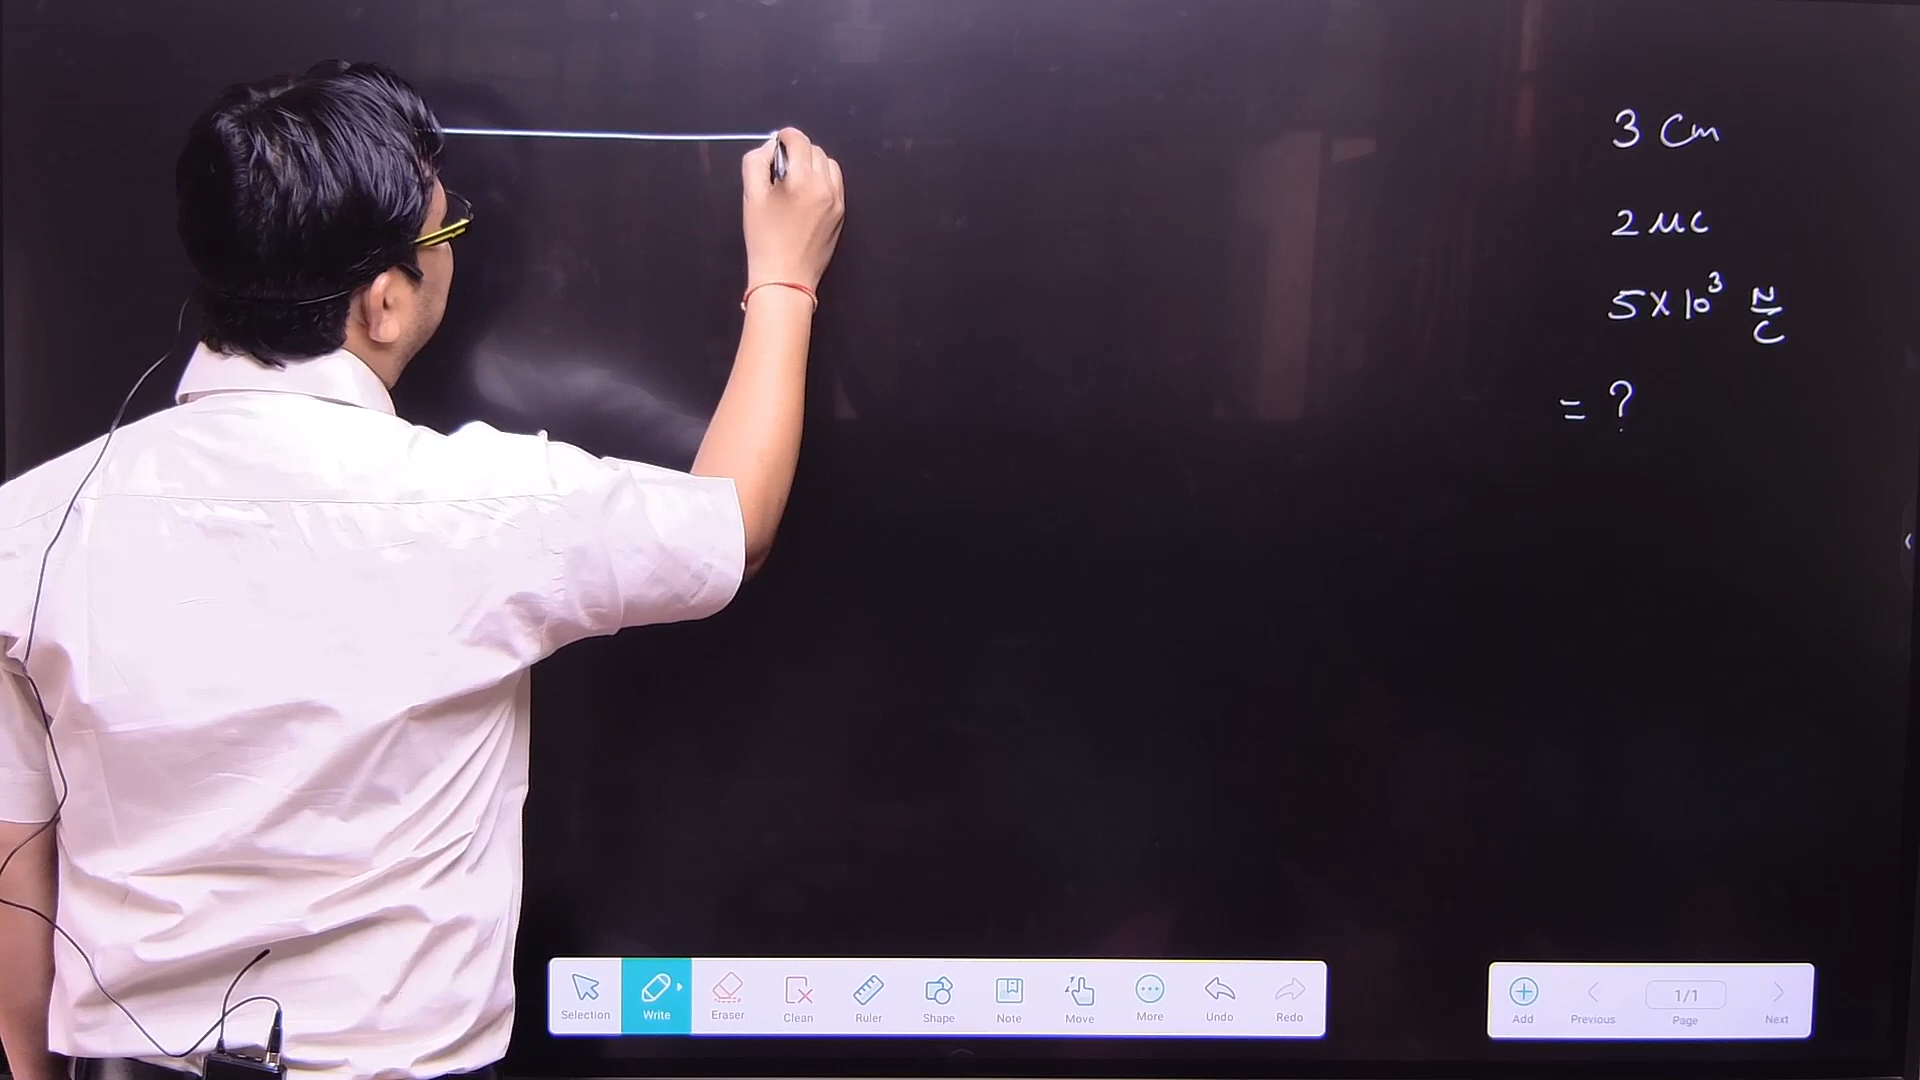 3 cm
2 μc
5 × 10³ N/C
= ?
Selection
Write
Eraser
Clean
Ruler
Shape
Note
Move
More
Undo
Redo
Add
Previous
1/1
Page
Next